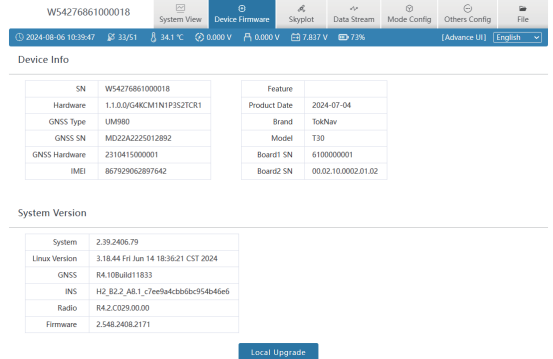 W54276861000018
System View
Device Firmware
Skyplot
Data Stream
Mode Config
Others Config
File
2024-08-06 10:39:47 33/51 34.1 ℃ 0.000 V 0.000 V 7.837 V 73% [Advance UI] English
Device Info
SN W54276861000018
Hardware 1.1.0.0/G4KCM1N1P3S2TCR1
GNSS Type UM980
GNSS SN MD22A2225012892
GNSS Hardware 2310415000001
IMEI 867929062897642
Feature
Product Date 2024-07-04
Brand TokNav
Model T30
Board1 SN 6100000001
Board2 SN 00.02.10.0002.01.02
System Version
System 2.39.2406.79
Linux Version 3.18.44 Fri Jun 14 18:36:21 CST 2024
GNSS R4.10Build11833
INS H2_B2.2_A8.1_c7ee9a4cbb6bc954b46e6
Radio R4.2.C029.00.00
Firmware 2.548.2408.2171
Local Upgrade